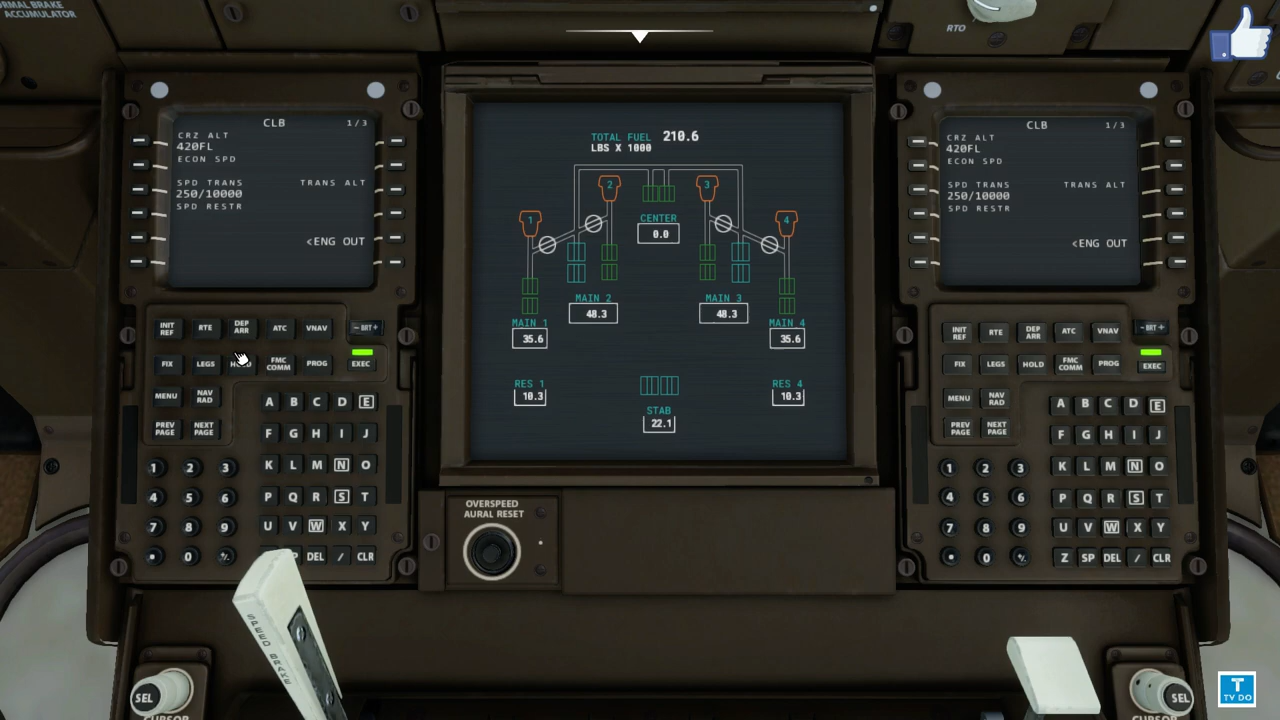 RMAL BRAKE
ACCUMULATOR
RTO
CLB 1/3
CRZ ALT
420FL
ECON SPD
SPD TRANS TRANS ALT
250/10000
SPD RESTR
<ENG OUT
INIT REF RTE DEP ARR ATC VNAV - BRT +
FIX LEGS FMC COMM PROG EXEC
MENU NAV RAD
PREV PAGE NEXT PAGE
A B C D E
F G H I J
K L M N O
P Q R S T
U V W X Y
DEL / CLR
1 2 3
4 5 6
7 8 9
0
TOTAL FUEL 210.6
LBS X 1000
2 3
1 4
CENTER
0.0
MAIN 2 MAIN 3
48.3 48.3
MAIN 1 MAIN 4
35.6 35.6
RES 1 RES 4
10.3 10.3
STAB
22.1
OVERSPEED
AURAL RESET
CLB 1/3
CRZ ALT
420FL
ECON SPD
SPD TRANS TRANS ALT
250/10000
SPD RESTR
<ENG OUT
INIT REF RTE DEP ARR ATC VNAV - BRT +
FIX LEGS HOLD FMC COMM PROG EXEC
MENU NAV RAD
PREV PAGE NEXT PAGE
A B C D E
F G H I J
K L M N O
P Q R S T
U V W X Y
Z SP DEL / CLR
1 2 3
4 5 6
7 8 9
0
SPEED BRAKE
SEL
CURSOR
SEL
CURSOR
T
TV DO